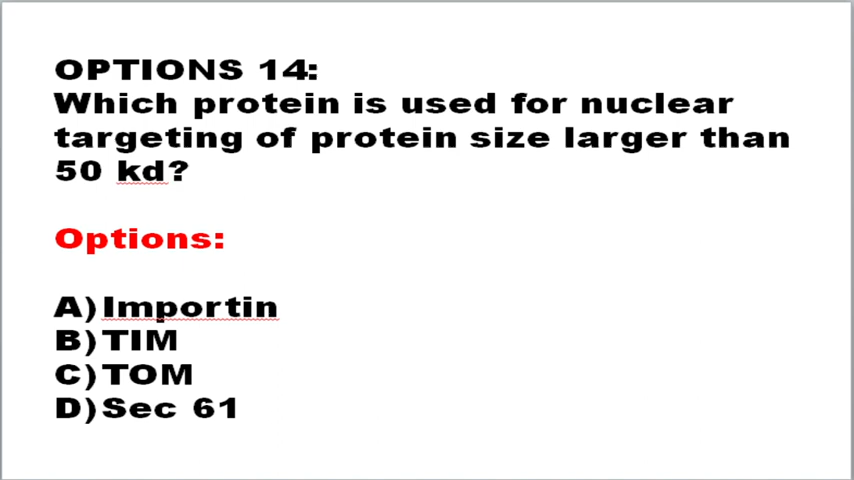 OPTIONS 14:
Which protein is used for nuclear
targeting of protein size larger than
50 kd?
Options:
A) Importin
B) TIM
C) TOM
D) Sec 61